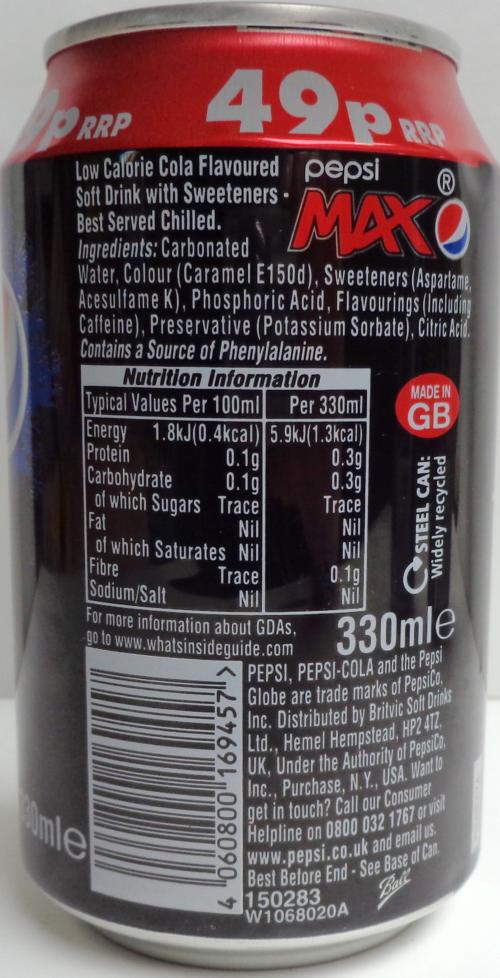 p RRP
49p RRP
Low Calorie Cola Flavoured
Soft Drink with Sweeteners -
Best Served Chilled.
pepsi
MAX ®
Ingredients: Carbonated
Water, Colour (Caramel E150d), Sweeteners (Aspartame,
Acesulfame K), Phosphoric Acid, Flavourings (Including
Caffeine), Preservative (Potassium Sorbate), Citric Acid.
Contains a Source of Phenylalanine.
Nutrition Information
Typical Values Per 100ml Per 330ml
Energy 1.8kJ(0.4kcal) 5.9kJ(1.3kcal)
Protein 0.1g 0.3g
Carbohydrate 0.1g 0.3g
of which Sugars Trace Trace
Fat Nil Nil
of which Saturates Nil Nil
Fibre Trace 0.1g
Sodium/Salt Nil Nil
MADE IN
GB
STEEL CAN:
Widely recycled
For more information about GDAs,
go to www.whatsinsideguide.com
330ml e
PEPSI, PEPSI-COLA and the Pepsi
Globe are trade marks of PepsiCo,
Inc. Distributed by Britvic Soft Drinks
Ltd., Hemel Hempstead, HP2 4TZ,
UK, Under the Authority of PepsiCo,
Inc., Purchase, N.Y., USA. Want to
get in touch? Call our Consumer
Helpline on 0800 032 1767 or visit
www.pepsi.co.uk and email us.
Best Before End - See Base of Can.
150283
W1068020A
Ball
4 060800 169457 >
30ml e